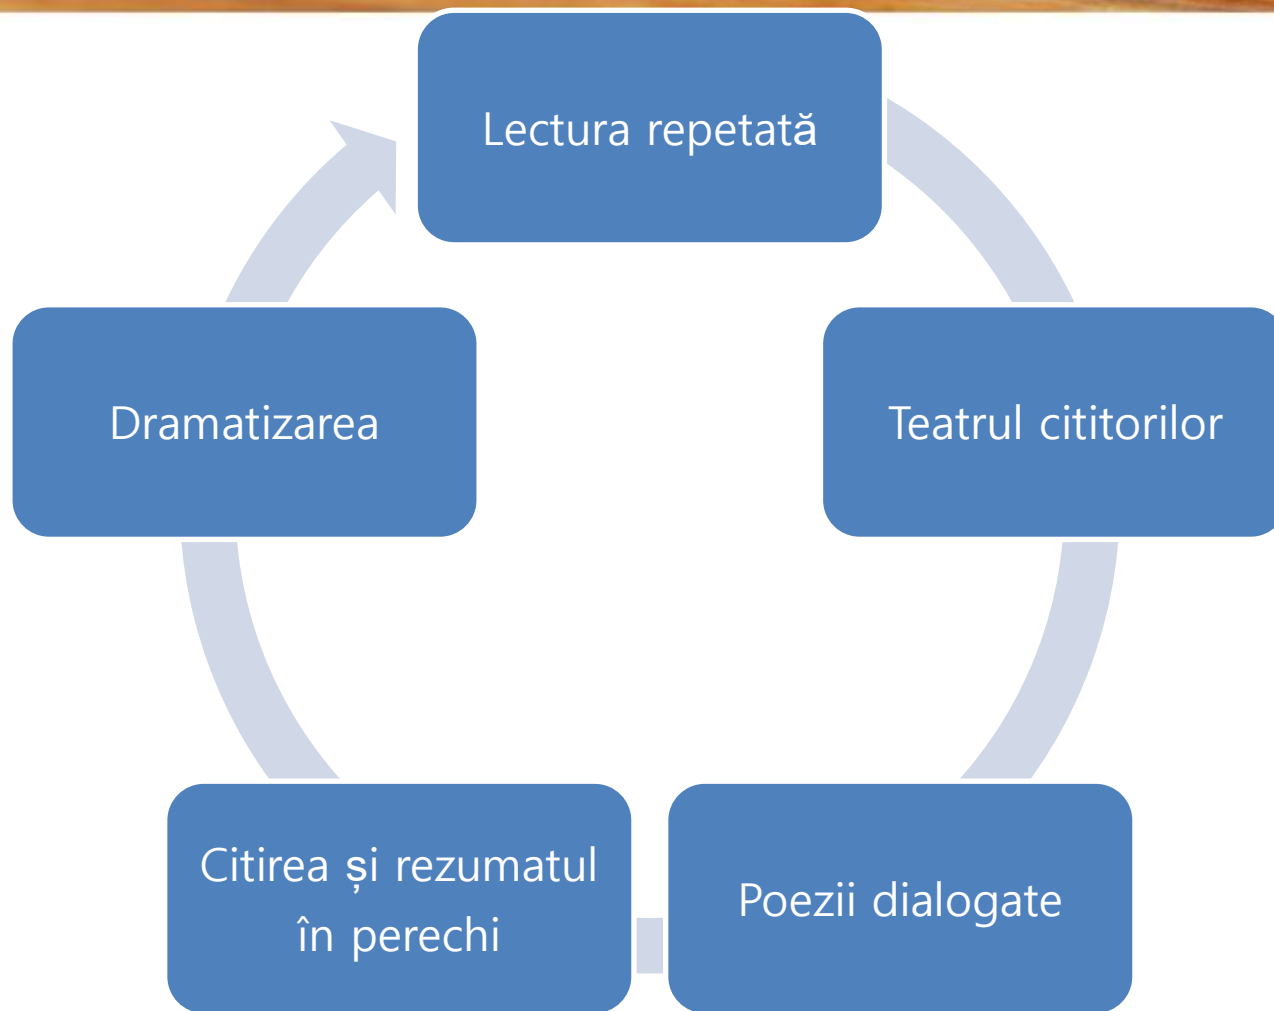 Lectura repetată
Teatrul cititorilor
Poezii dialogate
Citirea și rezumatul
în perechi
Dramatizarea